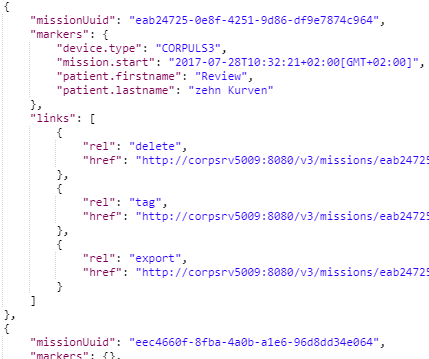 {
"missionUuid": "eab24725-0e8f-4251-9d86-df9e7874c964",
"markers": {
"device.type": "CORPULS3",
"mission.start": "2017-07-28T10:32:21+02:00[GMT+02:00]",
"patient.firstname": "Review",
"patient.lastname": "zehn Kurven"
},
"links": [
{
"rel": "delete",
"href": "http://corpsrv5009:8080/v3/missions/eab24725
},
{
"rel": "tag",
"href": "http://corpsrv5009:8080/v3/missions/eab24725
},
{
"rel": "export",
"href": "http://corpsrv5009:8080/v3/missions/eab24725
}
]
},
{
"missionUuid": "eec4660f-8fba-4a0b-a1e6-96d8dd34e064",
"markers": {},